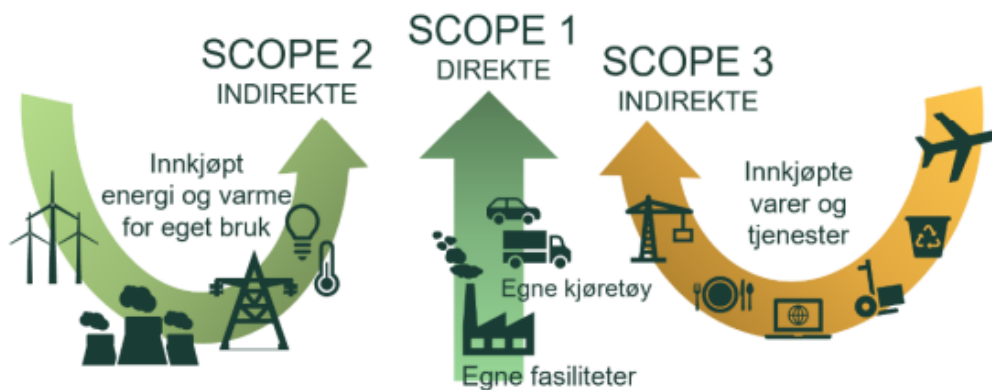 SCOPE 2
INDIREKTE
Innkjøpt
energi og varme
for eget bruk
SCOPE 1
DIREKTE
Egne kjøretøy
Egne fasiliteter
SCOPE 3
INDIREKTE
Innkjøpte
varer og
tjenester